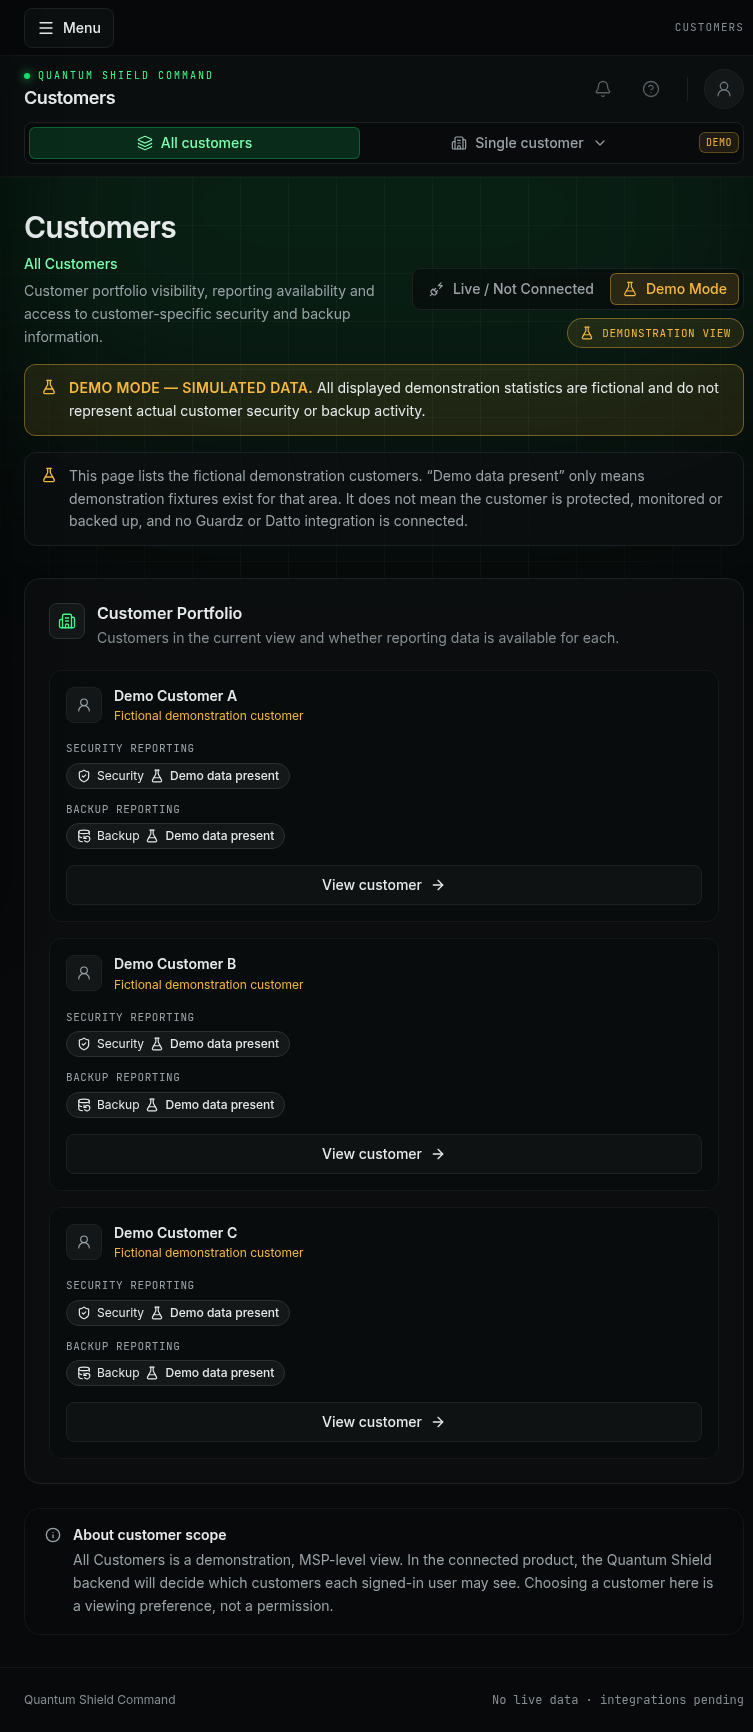 Menu
CUSTOMERS
QUANTUM SHIELD COMMAND
Customers
All customers
Single customer
DEMO
Customers
All Customers
Customer portfolio visibility, reporting availability and
access to customer-specific security and backup
information.
Live / Not Connected
Demo Mode
DEMONSTRATION VIEW
DEMO MODE — SIMULATED DATA. All displayed demonstration statistics are fictional and do not
represent actual customer security or backup activity.
This page lists the fictional demonstration customers. “Demo data present” only means
demonstration fixtures exist for that area. It does not mean the customer is protected, monitored or
backed up, and no Guardz or Datto integration is connected.
Customer Portfolio
Customers in the current view and whether reporting data is available for each.
Demo Customer A
Fictional demonstration customer
SECURITY REPORTING
Security Demo data present
BACKUP REPORTING
Backup Demo data present
View customer
Demo Customer B
Fictional demonstration customer
SECURITY REPORTING
Security Demo data present
BACKUP REPORTING
Backup Demo data present
View customer
Demo Customer C
Fictional demonstration customer
SECURITY REPORTING
Security Demo data present
BACKUP REPORTING
Backup Demo data present
View customer
About customer scope
All Customers is a demonstration, MSP-level view. In the connected product, the Quantum Shield
backend will decide which customers each signed-in user may see. Choosing a customer here is
a viewing preference, not a permission.
Quantum Shield Command
No live data · integrations pending